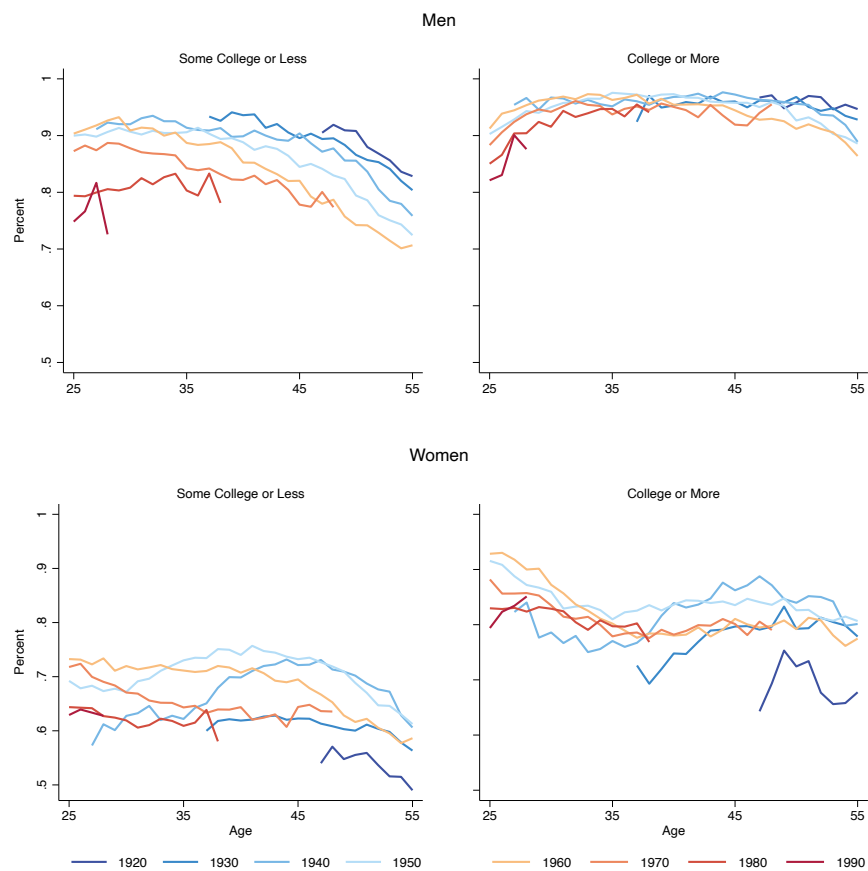 Men
Some College or Less
College or More
1
.9
.8
.7
.6
.5
Percent
25 35 45 55
25 35 45 55
Women
Some College or Less
College or More
1
.9
.8
.7
.6
.5
Percent
25 35 45 55
25 35 45 55
Age
Age
1920 1930 1940 1950 1960 1970 1980 1990